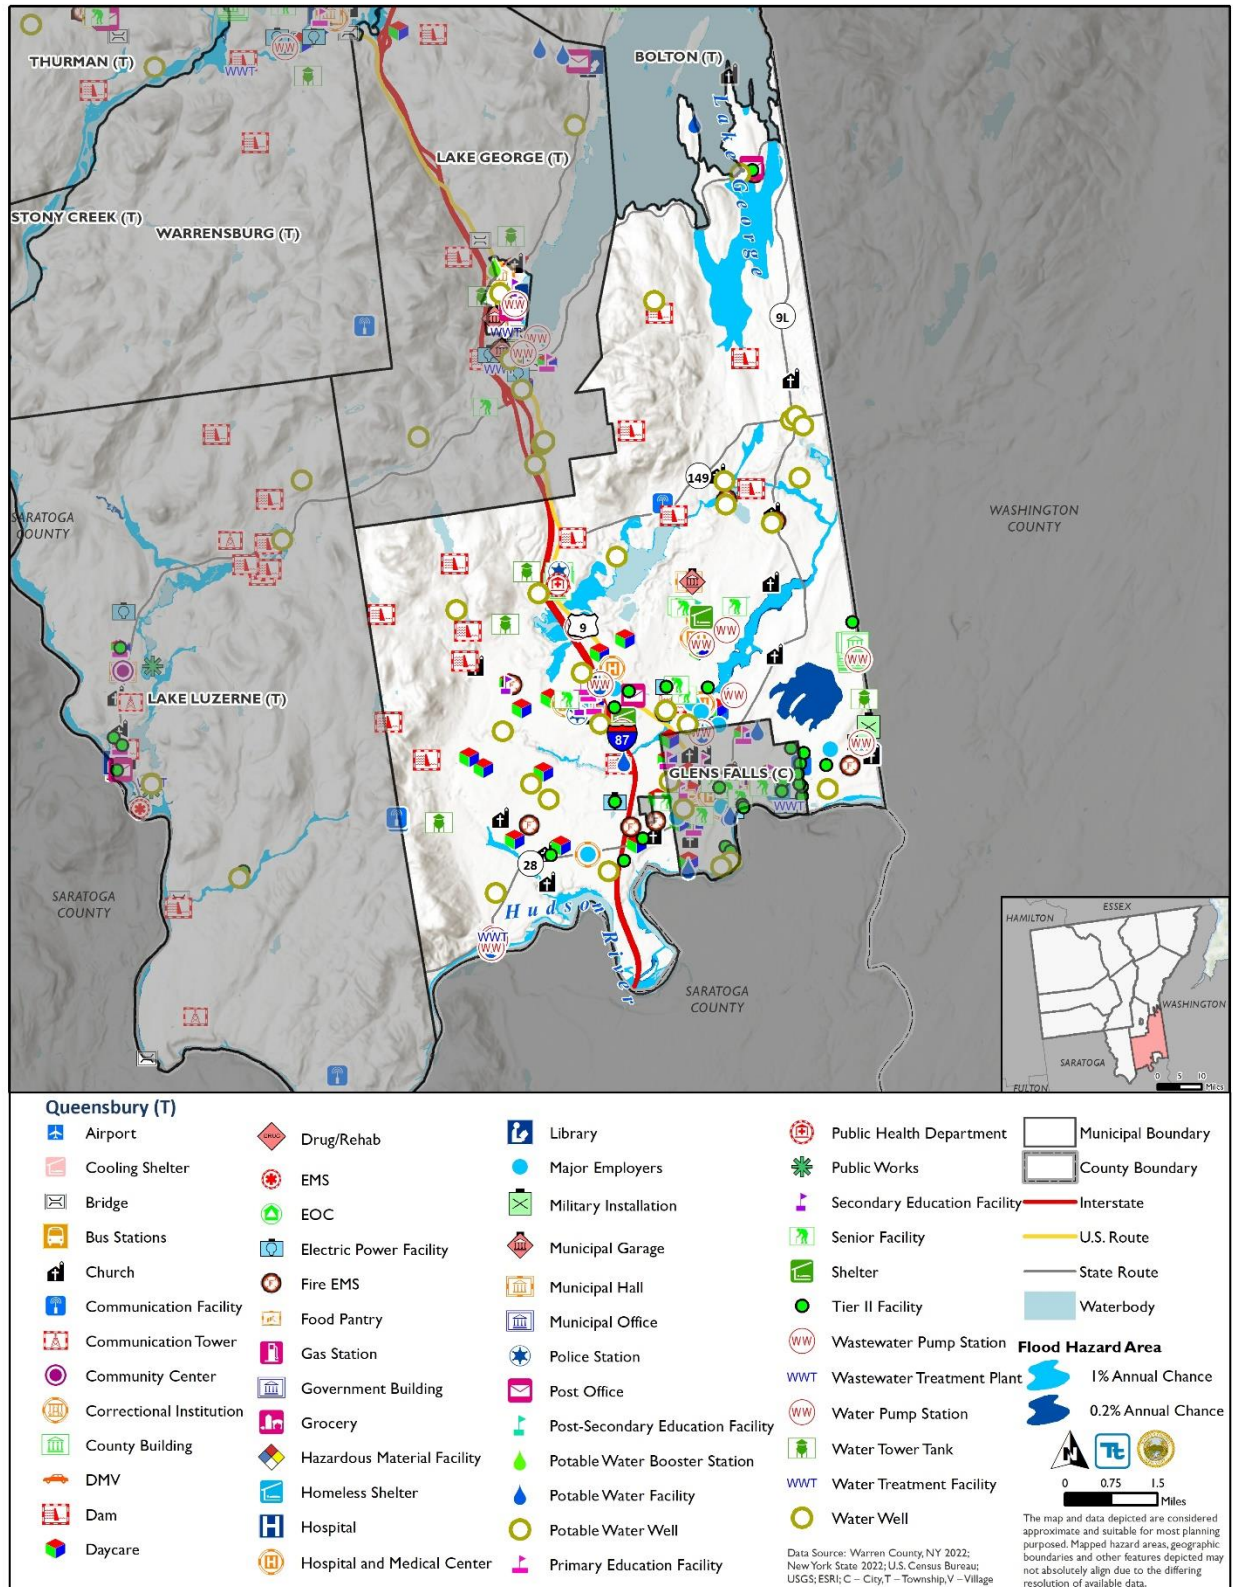 THURMAN (T)
BOLTON (T)
LAKE GEORGE (T)
Lake George
STONY CREEK (T)
WARRENSBURG (T)
9L
149
SARATOGA
COUNTY
WASHINGTON
COUNTY
9
LAKE LUZERNE (T)
87
GLENS FALLS (C)
28
Hudson River
SARATOGA
COUNTY
SARATOGA
COUNTY
WW
WWT
ESSEX
HAMILTON
WASHINGTON
SARATOGA
FULTON
0 5 10
Miles
Queensbury (T)
Airport
Cooling Shelter
Bridge
Bus Stations
Church
Communication Facility
Communication Tower
Community Center
Correctional Institution
County Building
DMV
Dam
Daycare
Drug/Rehab
EMS
EOC
Electric Power Facility
Fire EMS
Food Pantry
Gas Station
Government Building
Grocery
Hazardous Material Facility
Homeless Shelter
Hospital
Hospital and Medical Center
Library
Major Employers
Military Installation
Municipal Garage
Municipal Hall
Municipal Office
Police Station
Post Office
Post-Secondary Education Facility
Potable Water Booster Station
Potable Water Facility
Potable Water Well
Primary Education Facility
Public Health Department
Public Works
Secondary Education Facility
Senior Facility
Shelter
Tier II Facility
WW Wastewater Pump Station
WWT Wastewater Treatment Plant
WW Water Pump Station
Water Tower Tank
WWT Water Treatment Facility
Water Well
Data Source: Warren County, NY 2022;
New York State 2022; U.S. Census Bureau;
USGS; ESRI; C – City, T – Township, V – Village
Municipal Boundary
County Boundary
Interstate
U.S. Route
State Route
Waterbody
Flood Hazard Area
1% Annual Chance
0.2% Annual Chance
N
Tt
0 0.75 1.5
Miles
The map and data depicted are considered
approximate and suitable for most planning
purposed. Mapped hazard areas, geographic
boundaries and other features depicted may
not absolutely align due to the differing
resolution of available data.